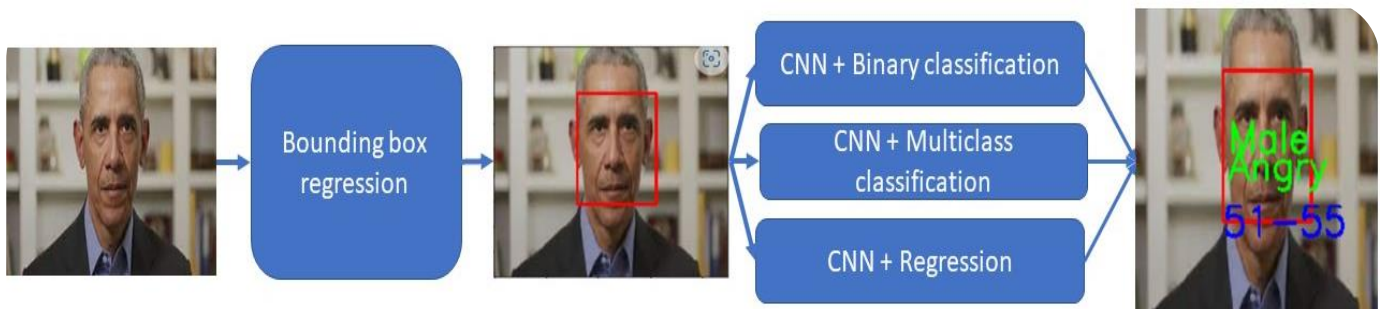 Bounding box
regression
CNN + Binary classification
CNN + Multiclass
classification
CNN + Regression
Male
Angry
51-55